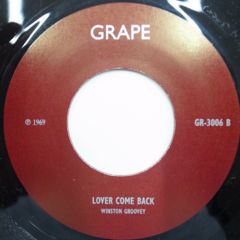 GRAPE
℗ 1969
GR-3006 B
LOVER COME BACK
WINSTON GROOVEY